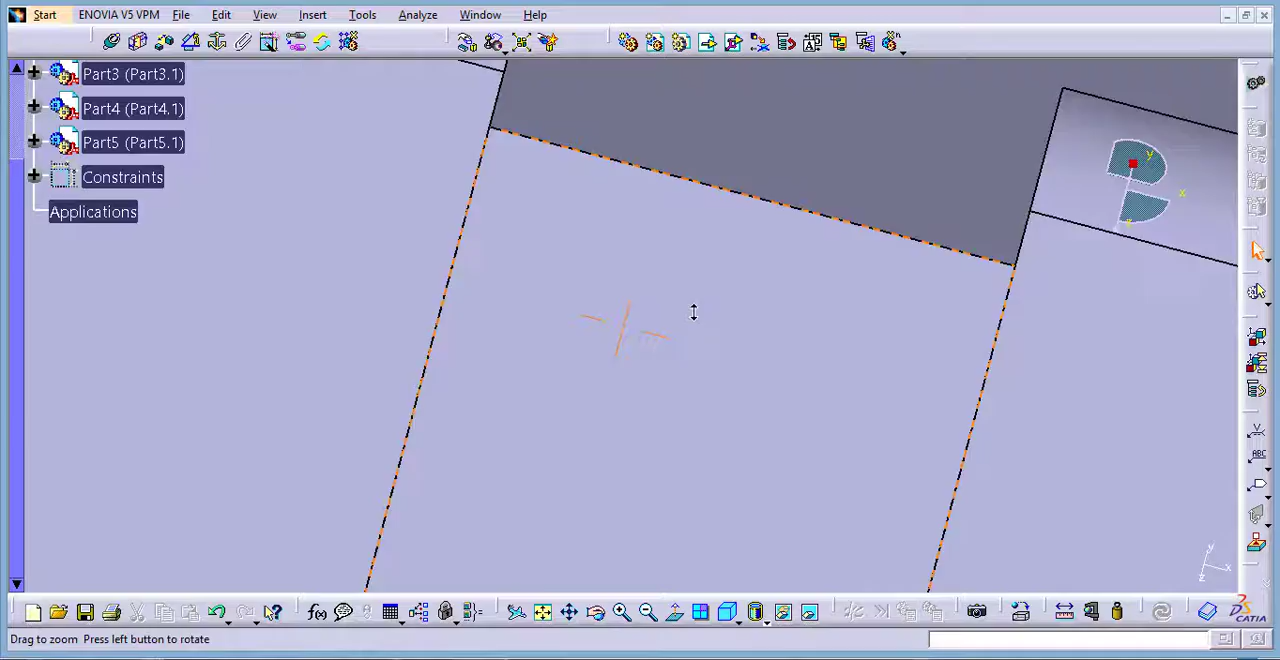 Start ENOVIA V5 VPM File Edit View Insert Tools Analyze Window Help
Part3 (Part3.1)
Part4 (Part4.1)
Part5 (Part5.1)
Constraints
Applications
y
x
z
ABC
y
x
z
f(x)
CATIA
Drag to zoom Press left button to rotate